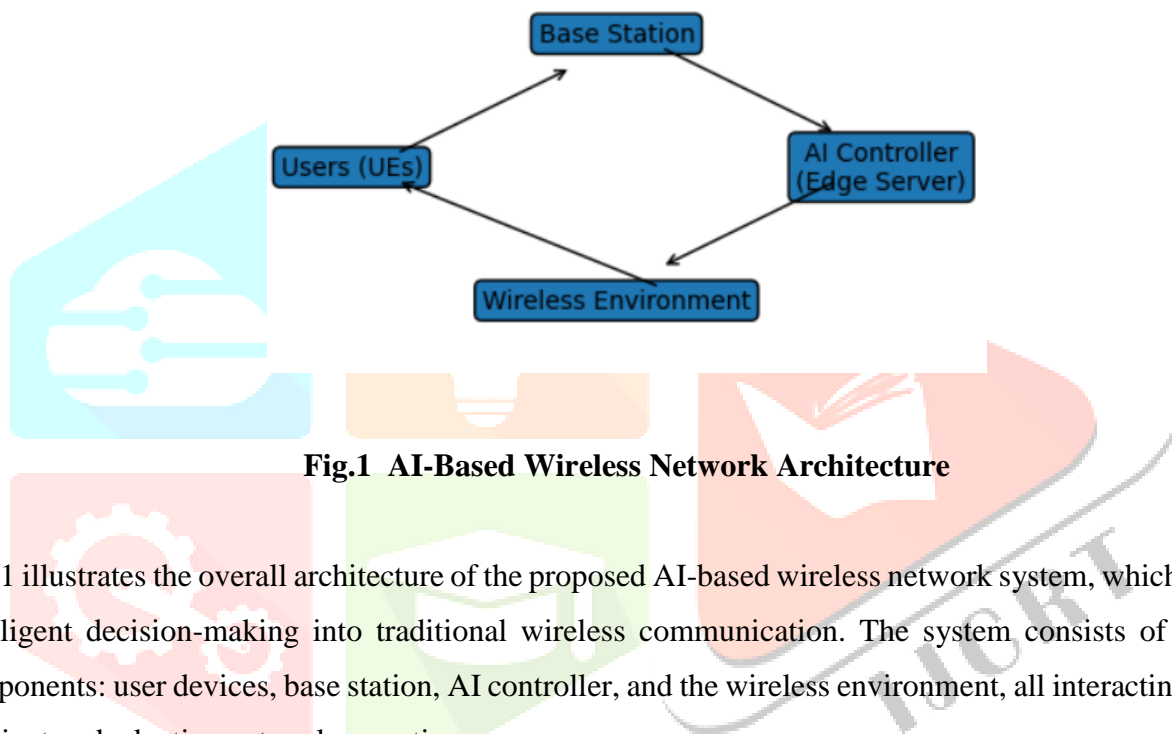 Base Station
Users (UEs)
AI Controller
(Edge Server)
Wireless Environment
Fig.1 AI-Based Wireless Network Architecture
1 illustrates the overall architecture of the proposed AI-based wireless network system, which
ligent decision-making into traditional wireless communication. The system consists of
ponents: user devices, base station, AI controller, and the wireless environment, all interactin
IJCRT